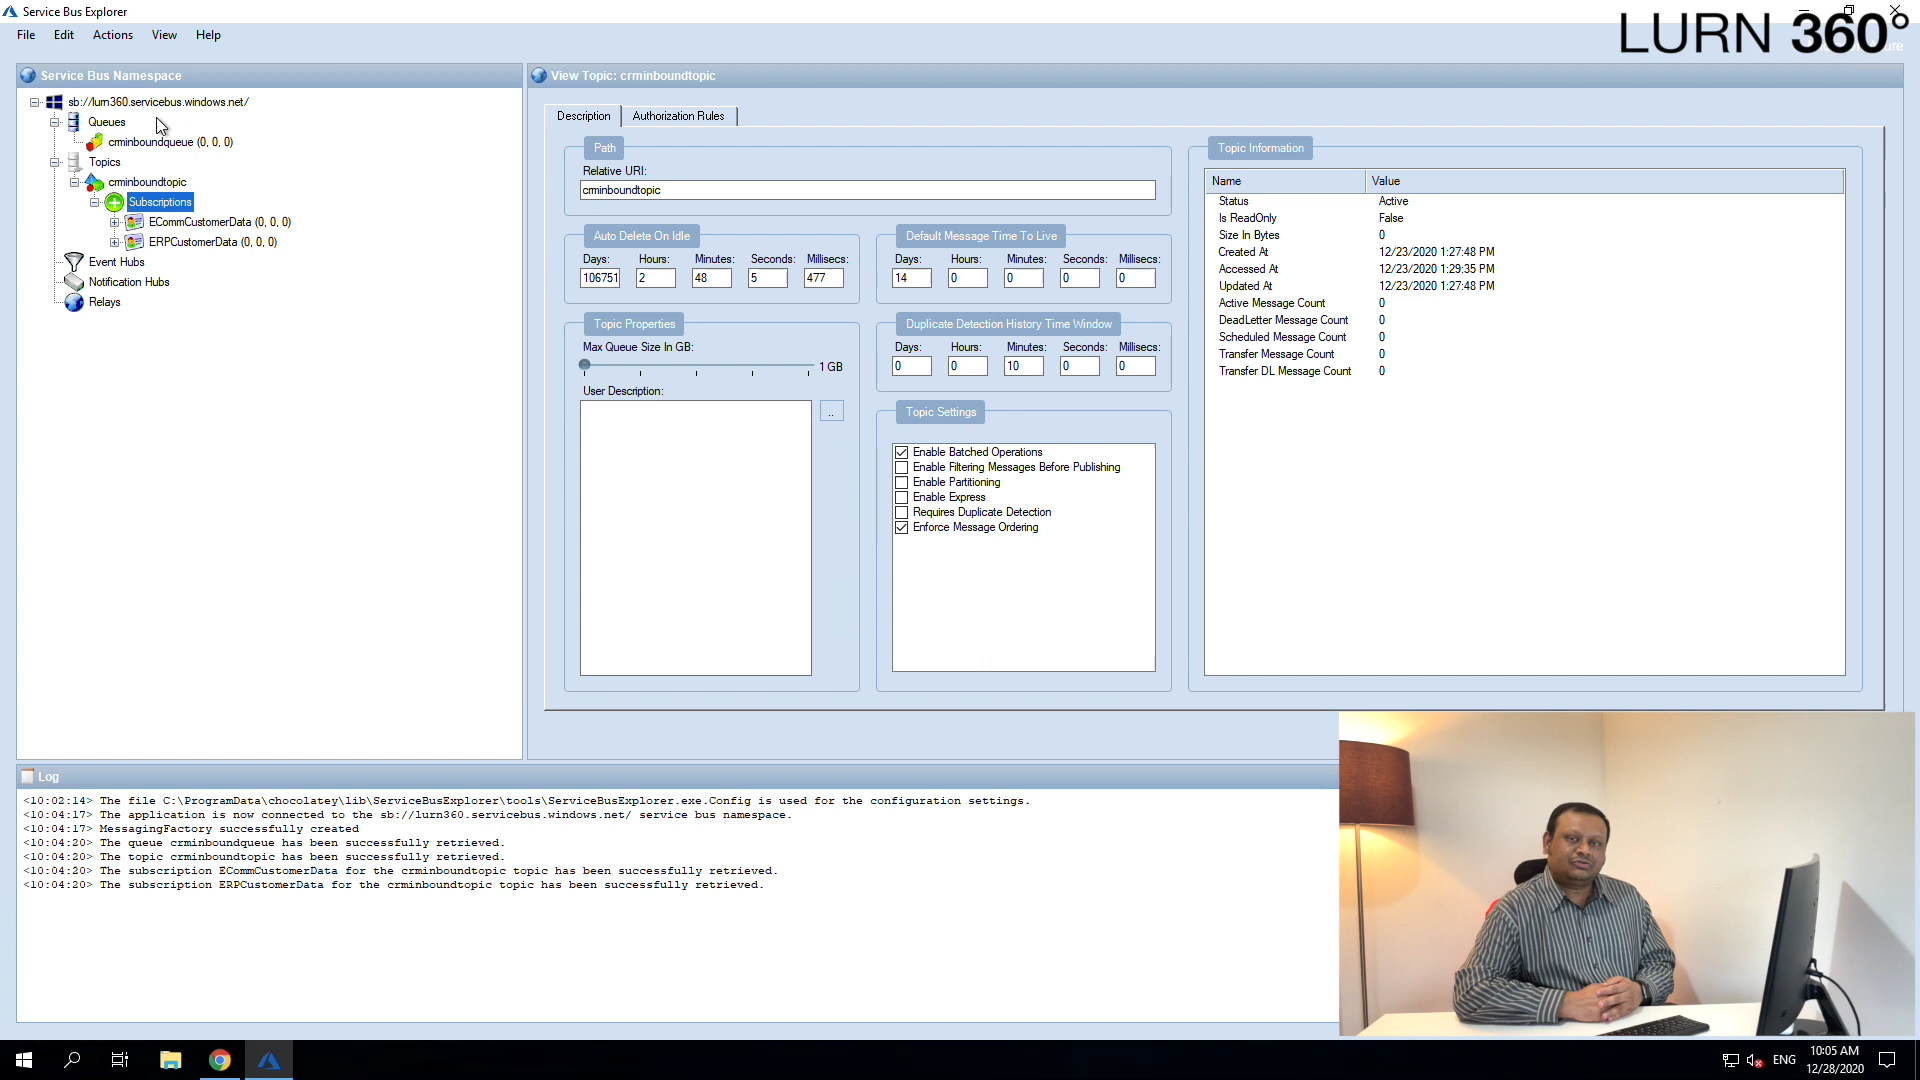 Service Bus Explorer
LURN 360°
File Edit Actions View Help
Service Bus Namespace
sb://lurn360.servicebus.windows.net/
Queues
crminboundqueue (0, 0, 0)
Topics
crminboundtopic
Subscriptions
ECommCustomerData (0, 0, 0)
ERPCustomerData (0, 0, 0)
Event Hubs
Notification Hubs
Relays
View Topic: crminboundtopic
Description Authorization Rules
Path
Relative URI:
crminboundtopic
Auto Delete On Idle
Days: Hours: Minutes: Seconds: Millisecs:
106751 2 48 5 477
Default Message Time To Live
Days: Hours: Minutes: Seconds: Millisecs:
14 0 0 0 0
Topic Properties
Max Queue Size In GB:
1 GB
User Description:
..
Duplicate Detection History Time Window
Days: Hours: Minutes: Seconds: Millisecs:
0 0 10 0 0
Topic Settings
Enable Batched Operations
Enable Filtering Messages Before Publishing
Enable Partitioning
Enable Express
Requires Duplicate Detection
Enforce Message Ordering
Topic Information
Name Value
Status Active
Is ReadOnly False
Size In Bytes 0
Created At 12/23/2020 1:27:48 PM
Accessed At 12/23/2020 1:29:35 PM
Updated At 12/23/2020 1:27:48 PM
Active Message Count 0
DeadLetter Message Count 0
Scheduled Message Count 0
Transfer Message Count 0
Transfer DL Message Count 0
Log
<10:02:14> The file C:\ProgramData\chocolatey\lib\ServiceBusExplorer\tools\ServiceBusExplorer.exe.Config is used for the configuration settings.
<10:04:17> The application is now connected to the sb://lurn360.servicebus.windows.net/ service bus namespace.
<10:04:17> MessagingFactory successfully created
<10:04:20> The queue crminboundqueue has been successfully retrieved.
<10:04:20> The topic crminboundtopic has been successfully retrieved.
<10:04:20> The subscription ECommCustomerData for the crminboundtopic topic has been successfully retrieved.
<10:04:20> The subscription ERPCustomerData for the crminboundtopic topic has been successfully retrieved.
ENG
10:05 AM
12/28/2020